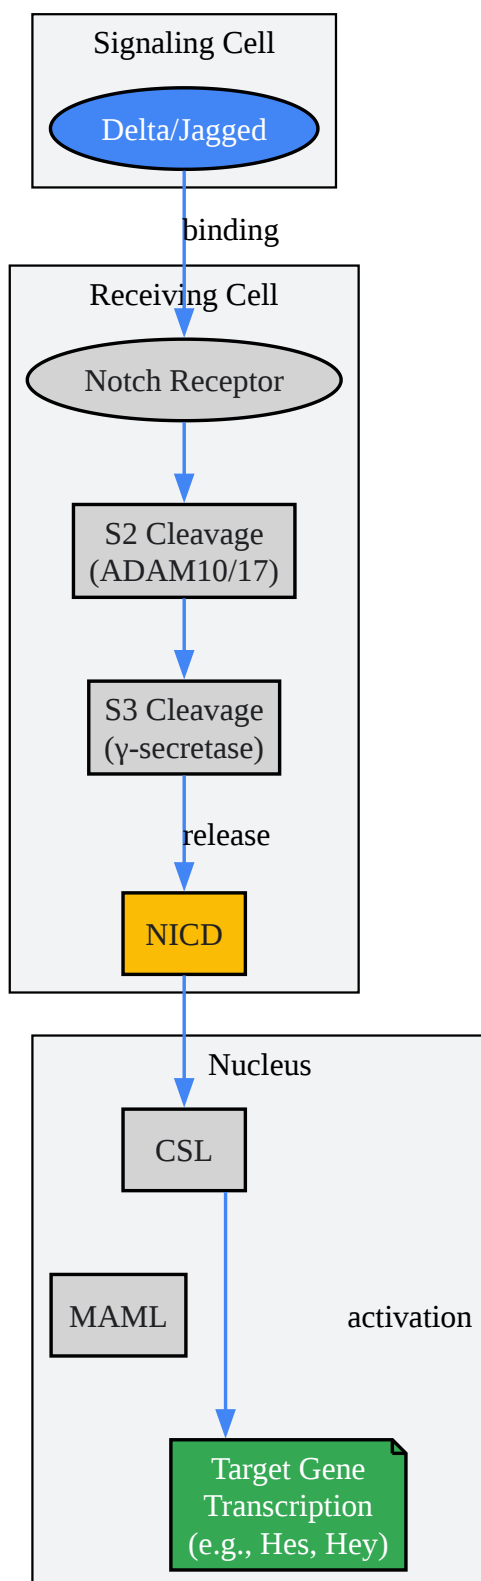 Signaling Cell
Delta/Jagged
binding
Receiving Cell
Notch Receptor
S2 Cleavage
(ADAM10/17)
S3 Cleavage
(γ-secretase)
release
NICD
Nucleus
CSL
MAML
activation
Target Gene
Transcription
(e.g., Hes, Hey)